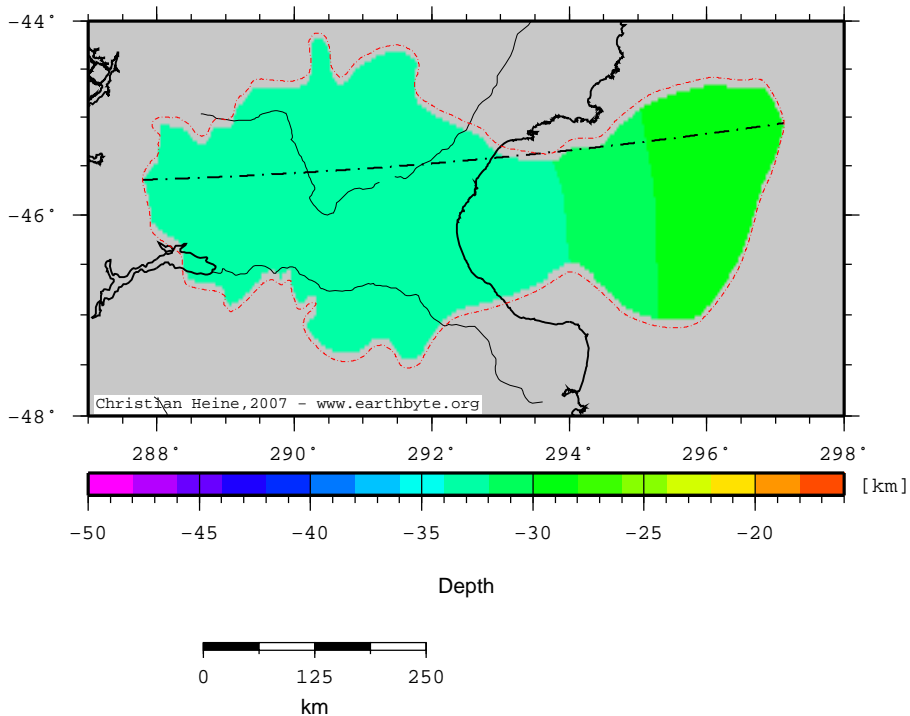 −44°
−46°
−48°
Christian Heine,2007 − www.earthbyte.org
288° 290° 292° 294° 296° 298°
[km]
−50 −45 −40 −35 −30 −25 −20
Depth
0 125 250
km